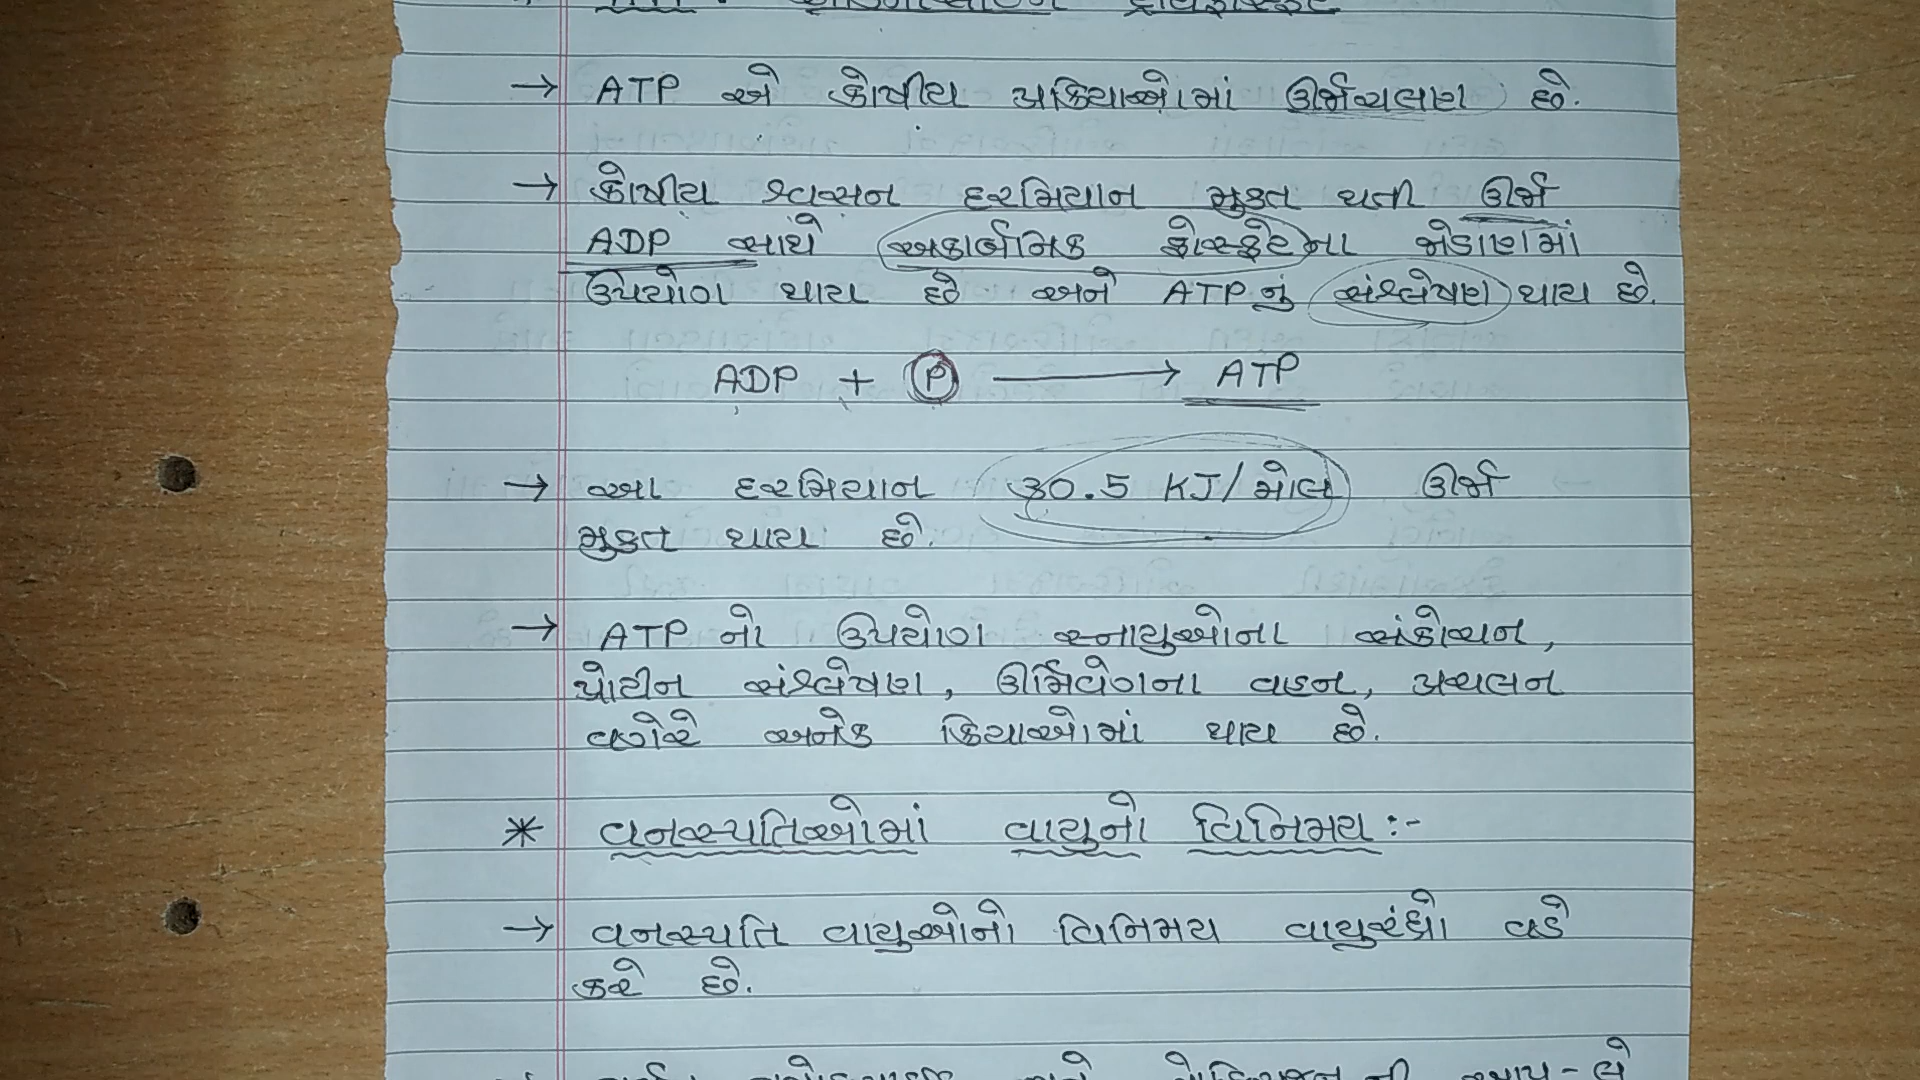 → ATP એ કોષીય પ્રક્રિયાઓમાં ઊર્જાચલણ છે.
→ કોષીય શ્વસન દરમિયાન મુક્ત થતી ઊર્જા
ADP સાથે અકાર્બનિક ફોસ્ફેટના જોડાણમાં
ઉપયોગ થાય છે અને ATP નું સંશ્લેષણ થાય છે.
ADP + P → ATP
→ આ દરમિયાન 30.5 KJ/મોલ ઊર્જા
મુક્ત થાય છે.
→ ATP નો ઉપયોગ સ્નાયુઓના સંકોચન,
પ્રોટીન સંશ્લેષણ, ઊર્મિવેગના વહન, પ્રચલન
વગેરે અનેક ક્રિયાઓમાં થાય છે.
* વનસ્પતિઓમાં વાયુનો વિનિમય :-
→ વનસ્પતિ વાયુઓનો વિનિમય વાયુરંધ્રો વડે
કરે છે.